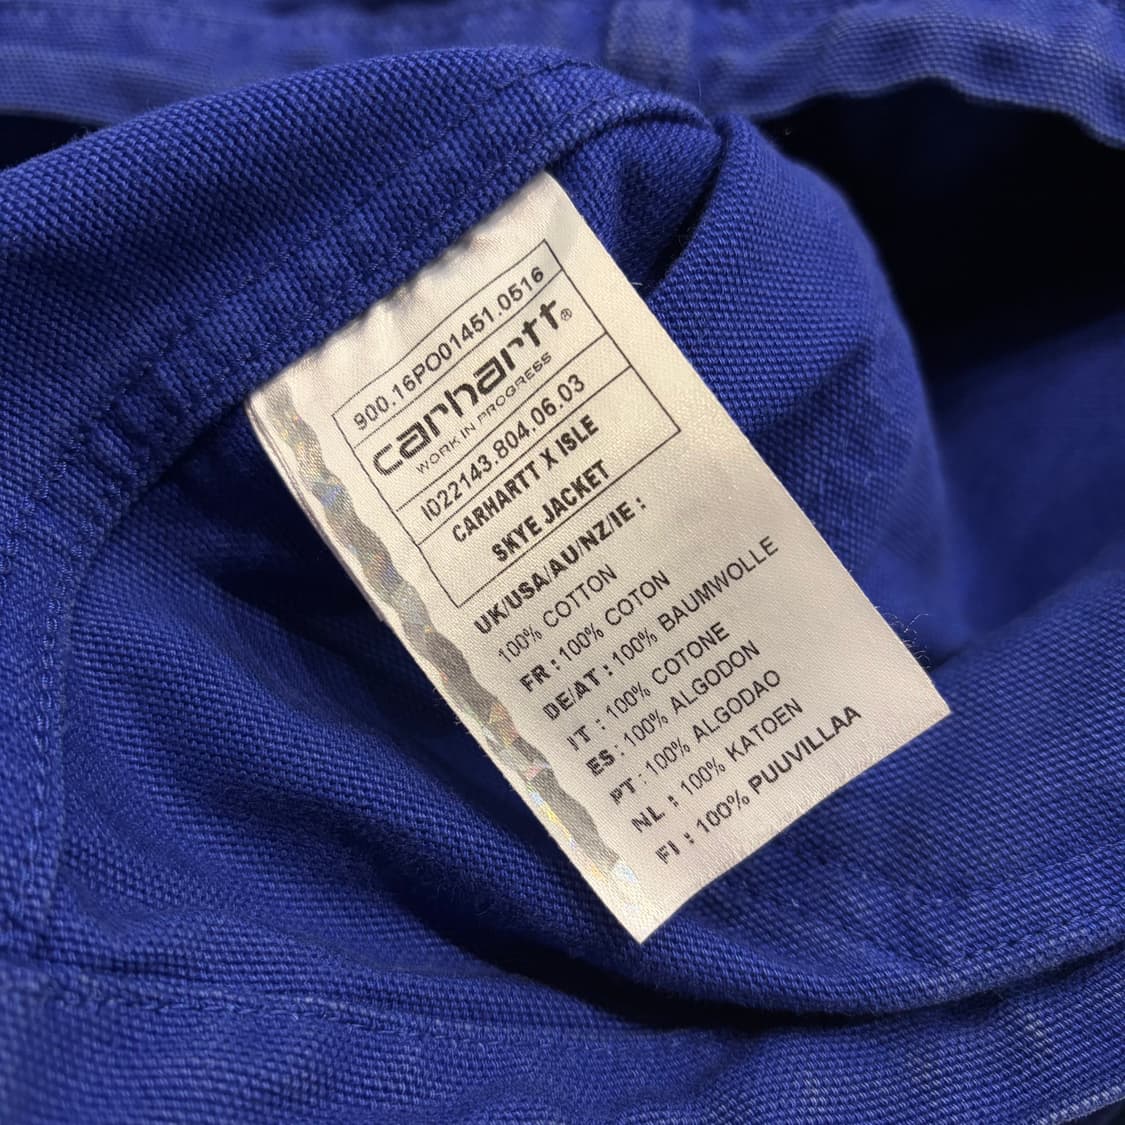 900.16PO01451.0516
carhartt®
WORK IN PROGRESS
I022143.804.06.03
CARHARTT X ISLE
SKYE JACKET
UK/USA/AU/NZ/IE :
100% COTTON
FR : 100% COTON
DE/AT : 100% BAUMWOLLE
IT : 100% COTONE
ES : 100% ALGODON
PT : 100% ALGODAO
NL : 100% KATOEN
FI : 100% PUUVILLAA